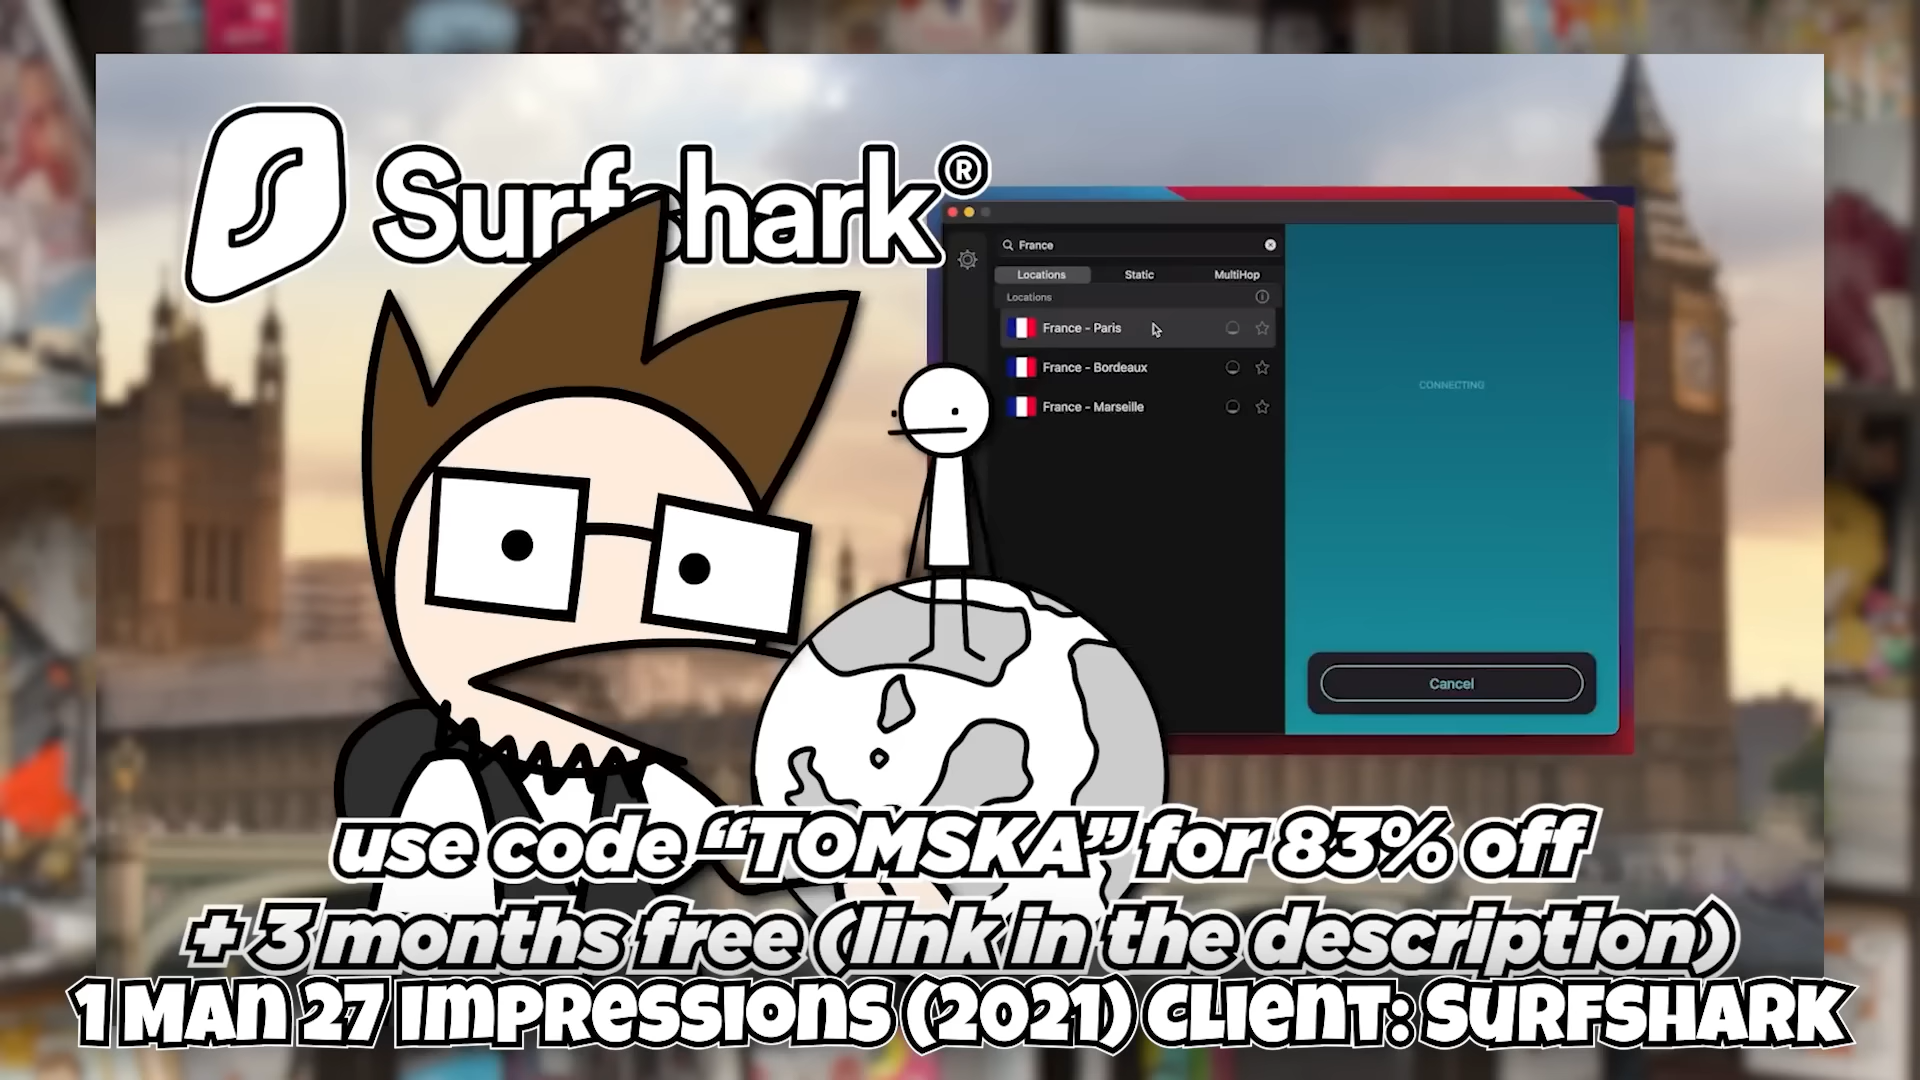 Surfshark®
France
Locations
Static
MultiHop
Locations
France - Paris
France - Bordeaux
France - Marseille
CONNECTING
Cancel
use code “TOMSKA” for 83% off
+ 3 months free (link in the description)
1 MAN 27 IMPRESSIONS (2021) CLIENT: SURFSHARK